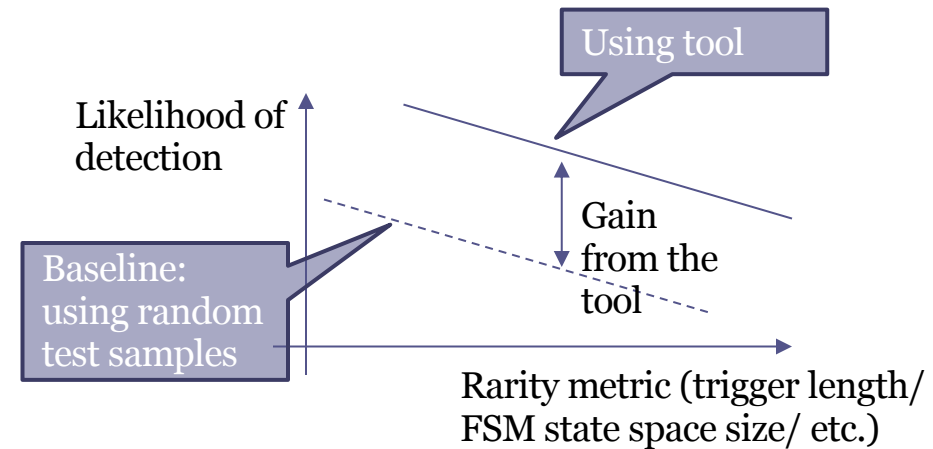 Using tool
Likelihood of
detection
Gain
from the
tool
Baseline:
using random
test samples
Rarity metric (trigger length/
FSM state space size/ etc.)